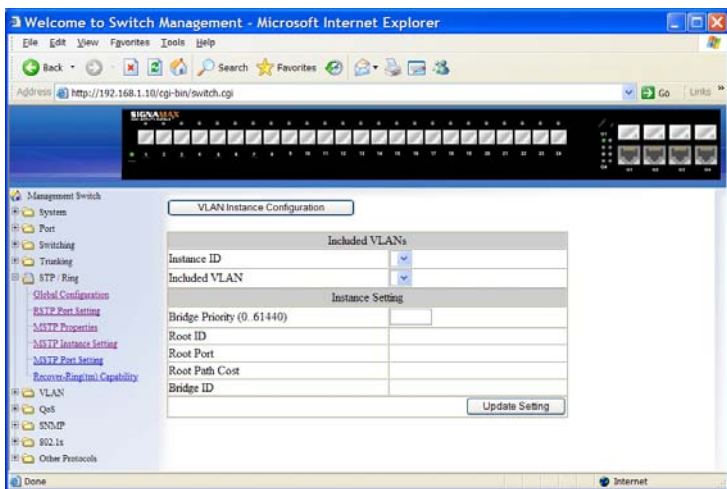 Welcome to Switch Management - Microsoft Internet Explorer
File Edit View Favorites Tools Help
Back Search Favorites
Address http://192.168.1.10/cgi-bin/switch.cgi Go Links »
SIGNAMAX
Management Switch
System
Port
Switching
Trunking
STP / Ring
Global Configuration
RSTP Port Setting
MSTP Properties
MSTP Instance Setting
MSTP Port Setting
Recover-Ring(tm) Capability
VLAN
QoS
SNMP
802.1x
Other Protocols
VLAN Instance Configuration
Included VLANs
Instance ID
Included VLAN
Instance Setting
Bridge Priority (0..61440)
Root ID
Root Port
Root Path Cost
Bridge ID
Update Setting
Done Internet